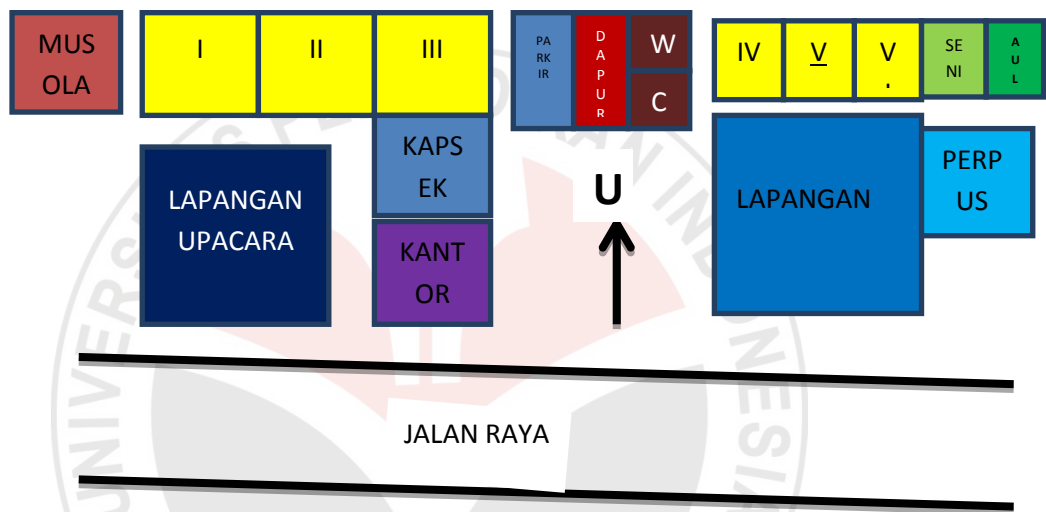 MUS
OLA
I
II
III
PA
RK
IR
D
A
P
U
R
W
C
IV
V
V
.
SE
NI
A
U
L
KAPS
EK
LAPANGAN
UPACARA
KANT
OR
U
LAPANGAN
PERP
US
JALAN RAYA